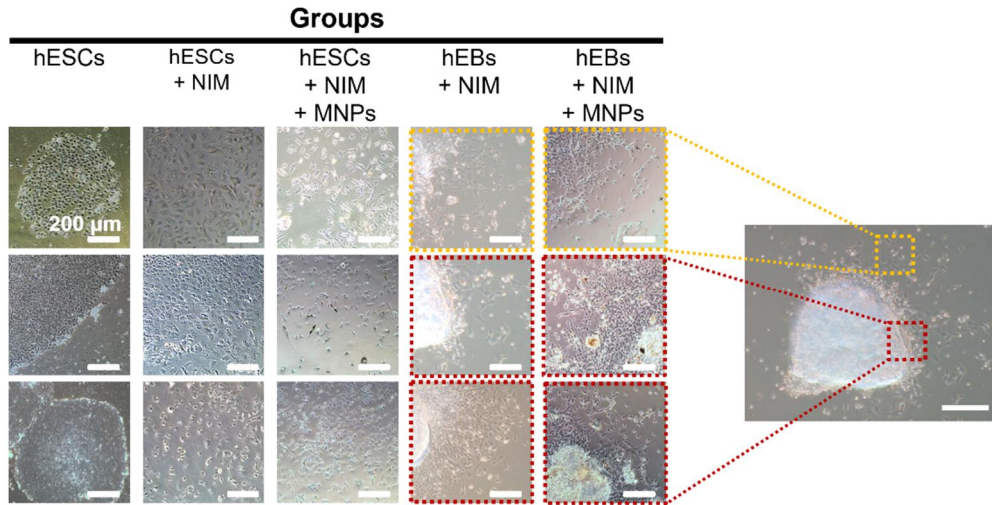 Groups
hESCs
hESCs
+ NIM
hESCs
+ NIM
+ MNPs
hEBs
+ NIM
hEBs
+ NIM
+ MNPs
200 µm